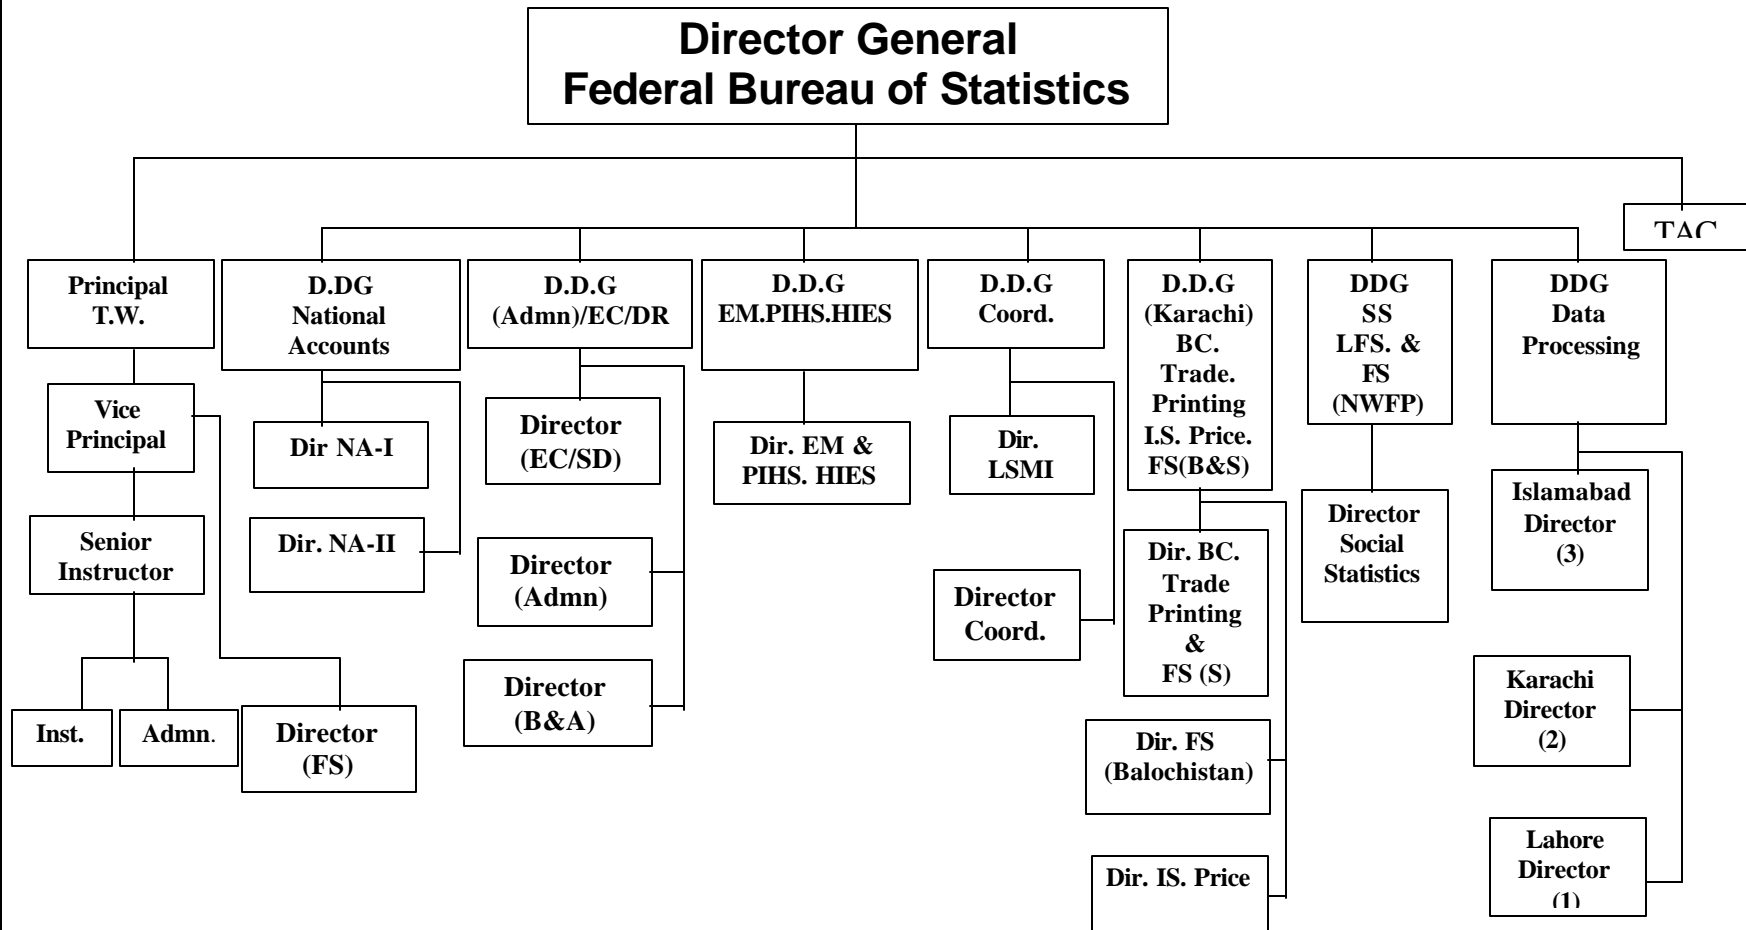 Director General
Federal Bureau of Statistics
TAC
Principal
T.W.
D.DG
National
Accounts
D.D.G
(Admn)/EC/DR
D.D.G
EM.PIHS.HIES
D.D.G
Coord.
D.D.G
(Karachi)
BC.
Trade.
Printing
I.S. Price.
FS(B&S)
DDG
SS
LFS. &
FS
(NWFP)
DDG
Data
Processing
Vice
Principal
Dir NA-I
Director
(EC/SD)
Dir. EM &
PIHS. HIES
Dir.
LSMI
Islamabad
Director
(3)
Senior
Instructor
Dir. NA-II
Director
(Admn)
Director
Coord.
Dir. BC.
Trade
Printing
&
FS (S)
Director
Social
Statistics
Karachi
Director
(2)
Inst.
Admn.
Director
(FS)
Director
(B&A)
Dir. FS
(Balochistan)
Lahore
Director
(1)
Dir. IS. Price